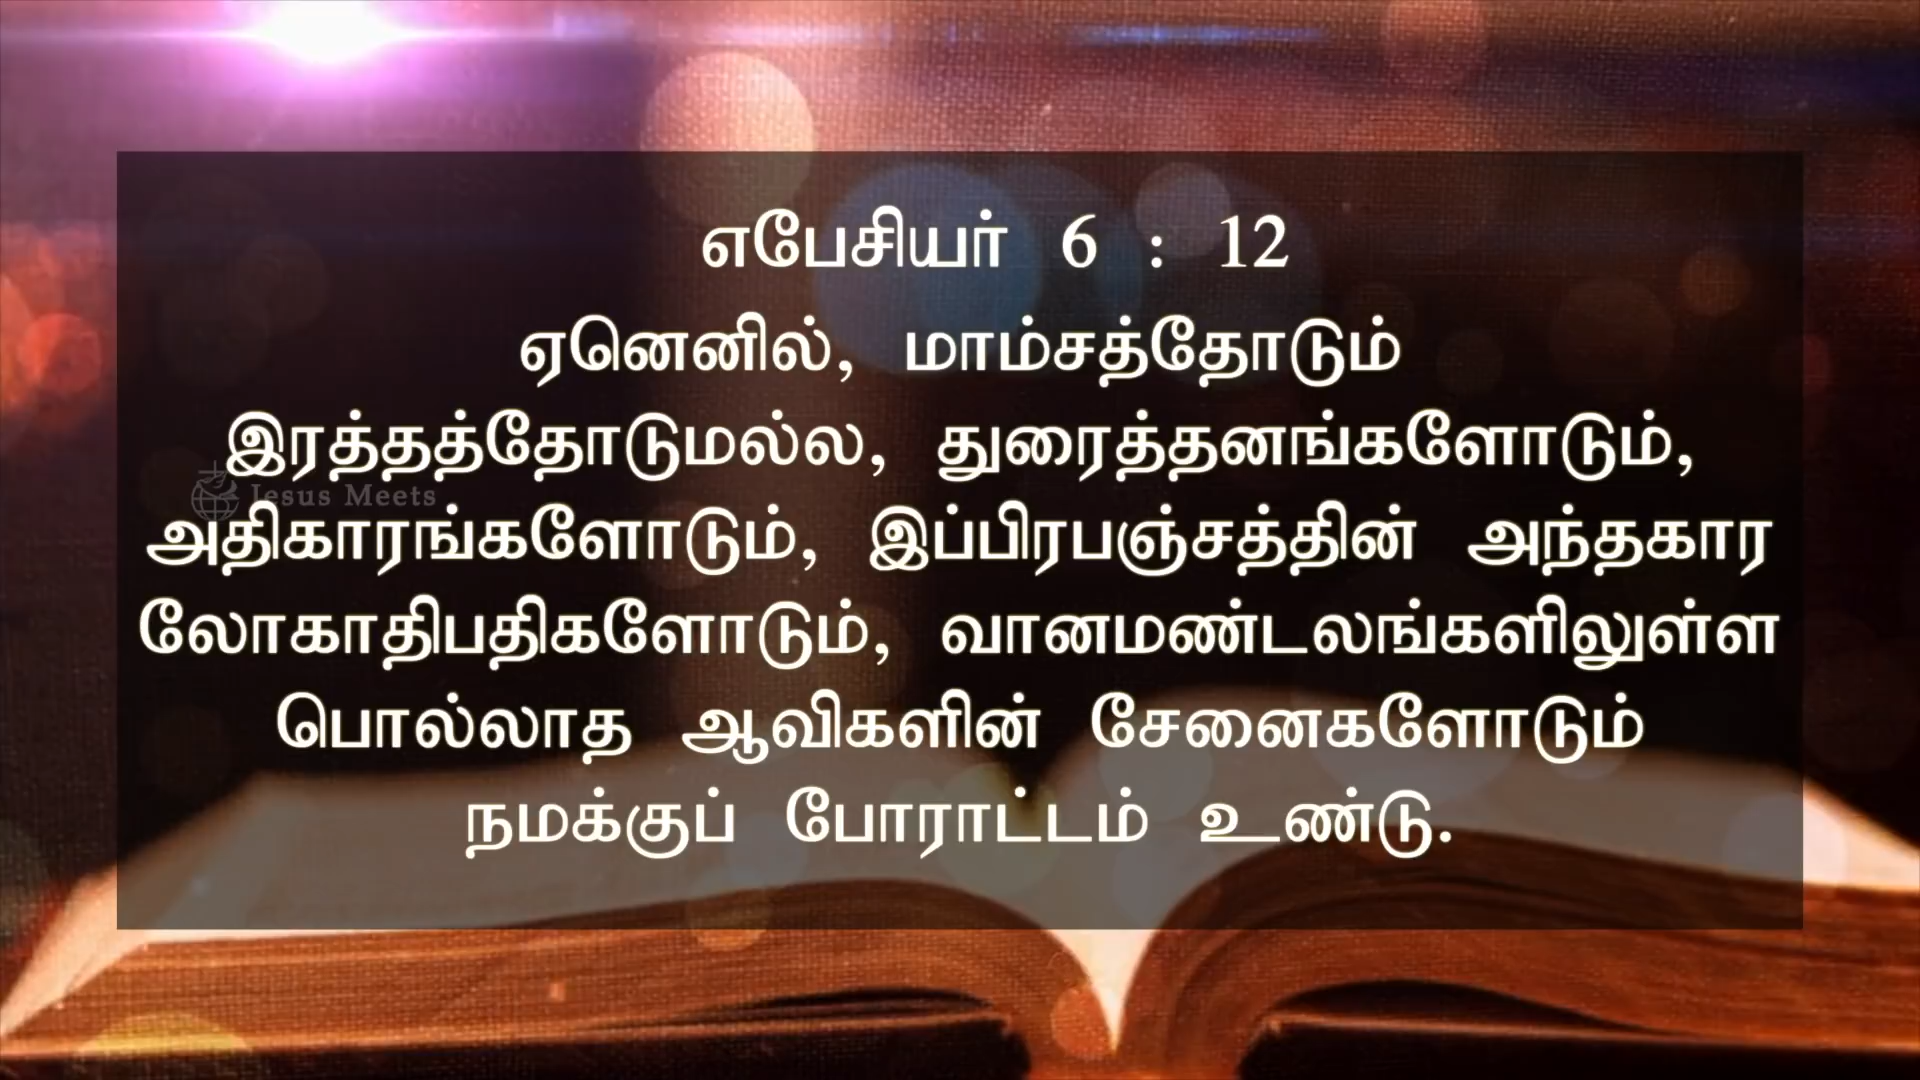 எபேசியர் 6 : 12
ஏனெனில், மாம்சத்தோடும்
இரத்தத்தோடுமல்ல, துரைத்தனங்களோடும்,
Jesus Meets
அதிகாரங்களோடும், இப்பிரபஞ்சத்தின் அந்தகார
லோகாதிபதிகளோடும், வானமண்டலங்களிலுள்ள
பொல்லாத ஆவிகளின் சேனைகளோடும்
நமக்குப் போராட்டம் உண்டு.